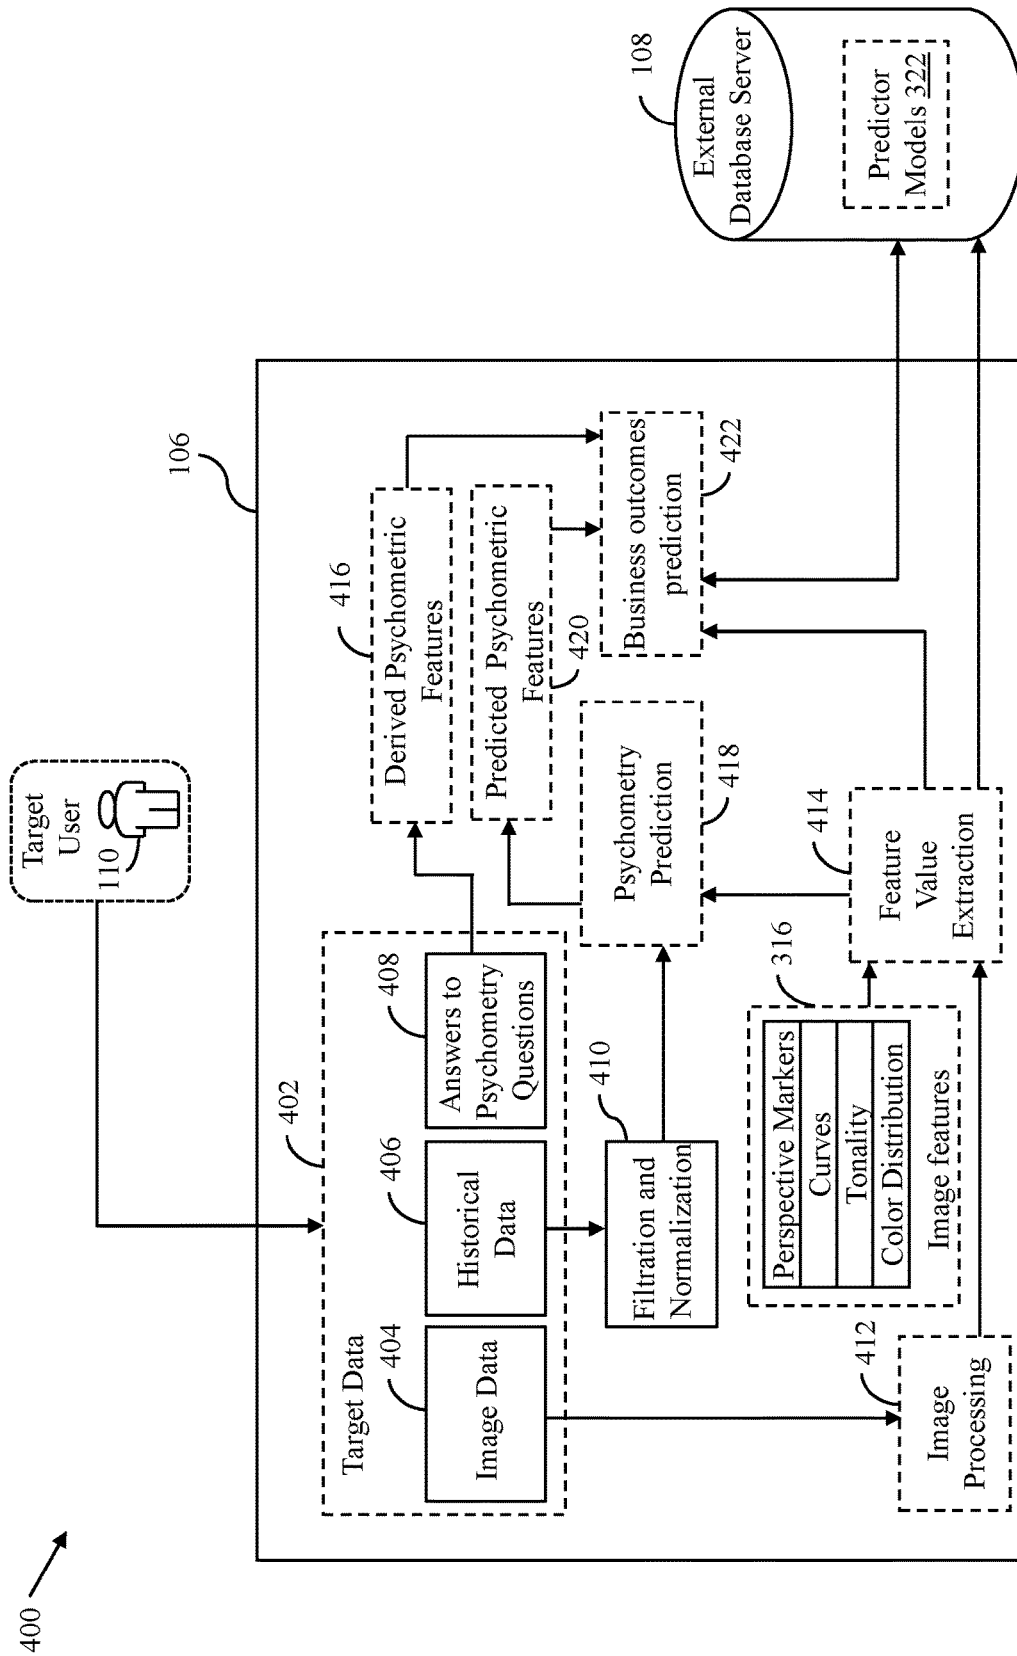 400
Target
User
110
106
402
Target Data
404
Image Data
406
Historical
Data
408
Answers to
Psychometry
Questions
416
Derived Psychometric
Features
Predicted Psychometric
Features
420
410
Filtration and
Normalization
Psychometry
Prediction
418
Business outcomes
prediction
422
412
Image
Processing
316
Perspective Markers
Curves
Tonality
Color Distribution
Image features
414
Feature
Value
Extraction
108
External
Database Server
Predictor
Models 322